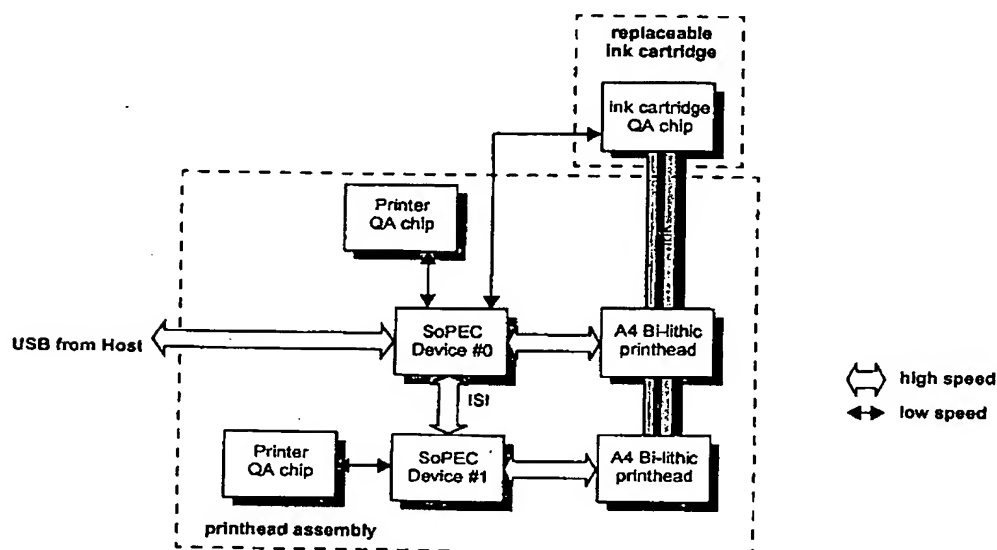 replaceable
ink cartridge
ink cartridge
QA chip
Printer
QA chip
USB from Host
SoPEC
Device #0
A4 Bi-lithic
printhead
high speed
low speed
ISI
Printer
QA chip
SoPEC
Device #1
A4 Bi-lithic
printhead
printhead assembly